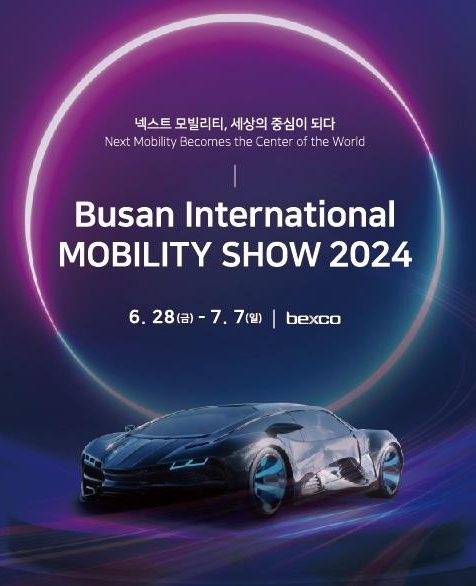 넥스트 모빌리티, 세상의 중심이 되다
Next Mobility Becomes the Center of the World
Busan International
MOBILITY SHOW 2024
6. 28(금) - 7. 7(일) | bexco